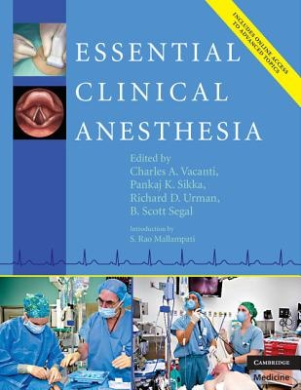 INCLUDES ONLINE ACCESS
TO ADVANCED TOPICS
ESSENTIAL
CLINICAL
ANESTHESIA
Edited by
Charles A. Vacanti,
Pankaj K. Sikka,
Richard D. Urman,
B. Scott Segal
Introduction by
S. Rao Mallampati
CAMBRIDGE
Medicine